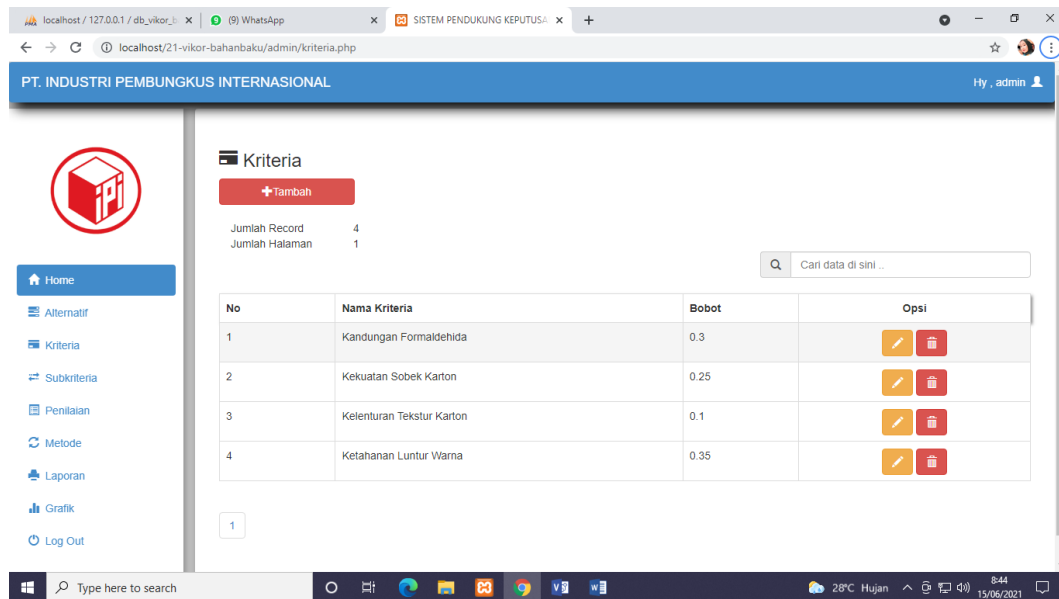 localhost / 127.0.0.1 / db_vikor_b
(9) WhatsApp
SISTEM PENDUKUNG KEPUTUSA
localhost/21-vikor-bahanbaku/admin/kriteria.php
PT. INDUSTRI PEMBUNGKUS INTERNASIONAL
Hy , admin
iPi
Home
Alternatif
Kriteria
Subkriteria
Penilaian
Metode
Laporan
Grafik
Log Out
Kriteria
+Tambah
Jumlah Record 4
Jumlah Halaman 1
Cari data di sini ..
No Nama Kriteria Bobot Opsi
1 Kandungan Formaldehida 0.3
2 Kekuatan Sobek Karton 0.25
3 Kelenturan Tekstur Karton 0.1
4 Ketahanan Luntur Warna 0.35
1
Type here to search
28°C Hujan
8:44
15/06/2021